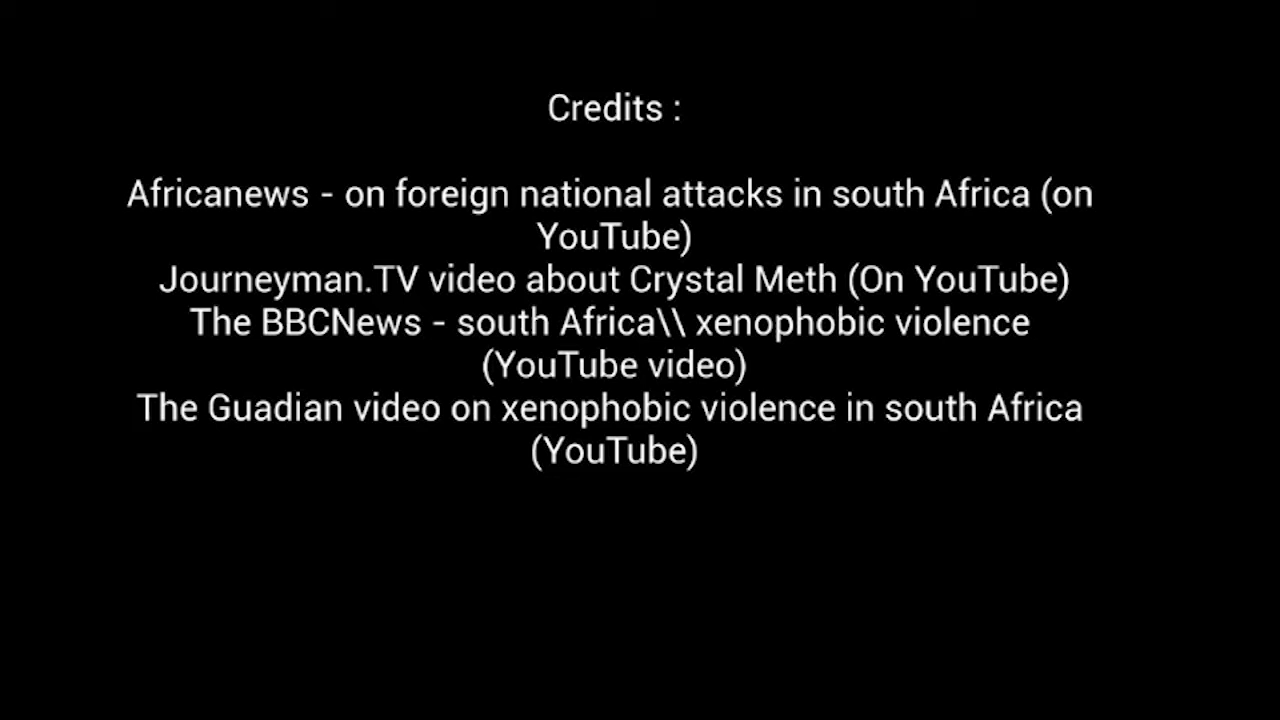 Credits :
Africanews - on foreign national attacks in south Africa (on
YouTube)
Journeyman.TV video about Crystal Meth (On YouTube)
The BBCNews - south Africa\\ xenophobic violence
(YouTube video)
The Guadian video on xenophobic violence in south Africa
(YouTube)